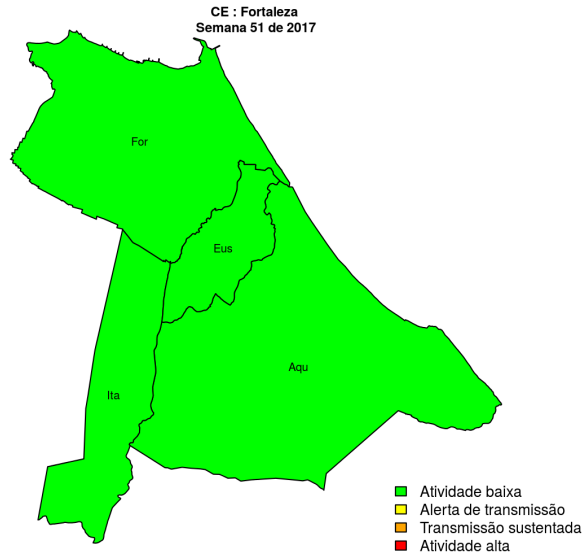 CE : Fortaleza
Semana 51 de 2017
For
Eus
Aqu
Ita
Atividade baixa
Alerta de transmissão
Transmissão sustentada
Atividade alta